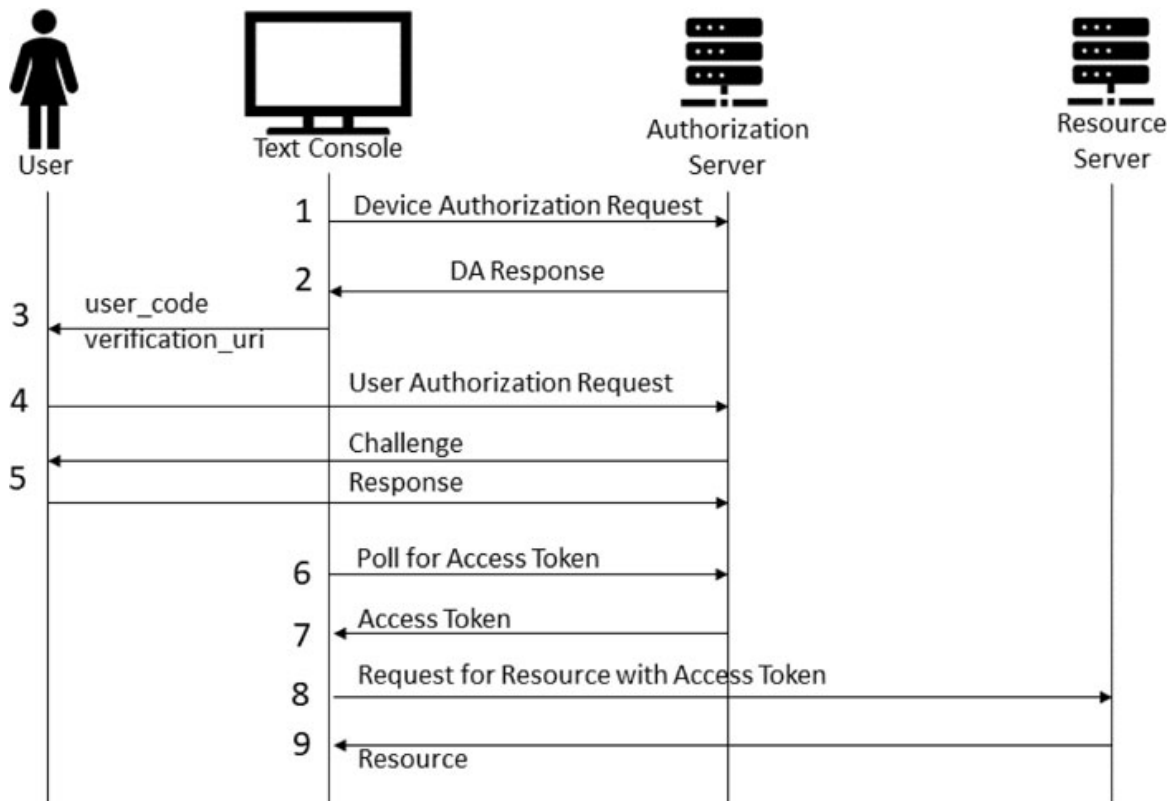 User
Text Console
Authorization
Server
Resource
Server
1 Device Authorization Request
2 DA Response
3 user_code
verification_uri
4 User Authorization Request
Challenge
5
Response
6 Poll for Access Token
7 Access Token
8 Request for Resource with Access Token
9 Resource